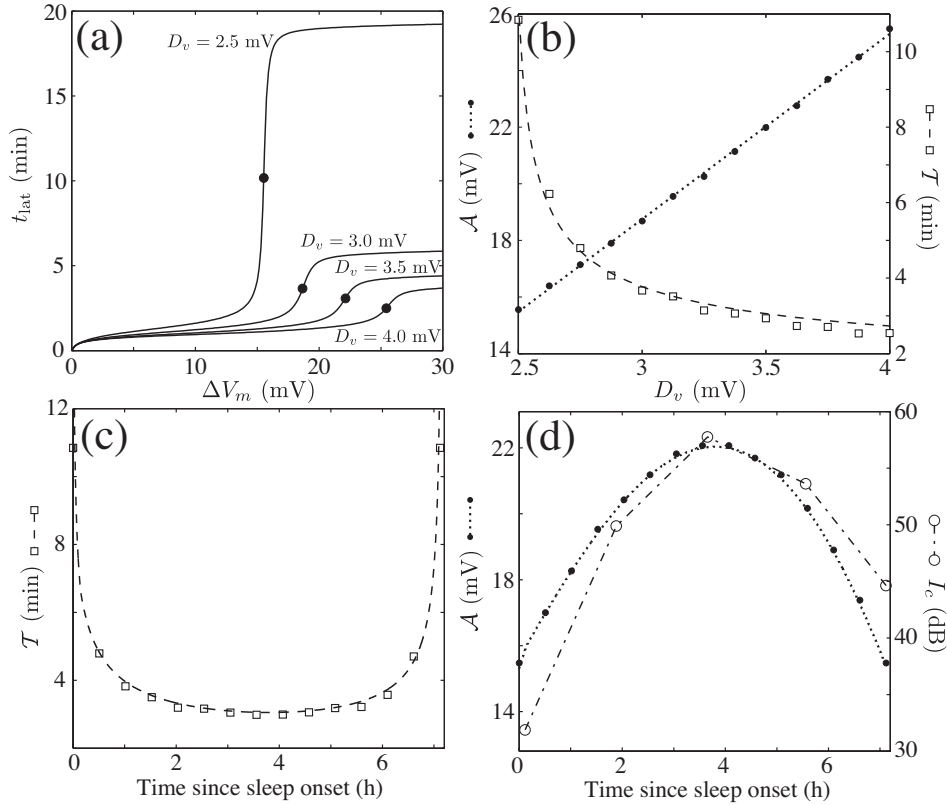 (a)
20
15
10
5
0
t_lat (min)
D_v = 2.5 mV
D_v = 3.0 mV
D_v = 3.5 mV
D_v = 4.0 mV
0 10 20 30
ΔV_m (mV)
(b)
26
22
18
14
𝒜 (mV)
10
8
6
4
2
𝒯 (min)
2.5 3.0 3.5 4.0
D_v (mV)
(c)
12
8
4
𝒯 (min)
0 2 4 6
Time since sleep onset (h)
(d)
22
18
14
𝒜 (mV)
60
50
40
30
I_c (dB)
0 2 4 6
Time since sleep onset (h)